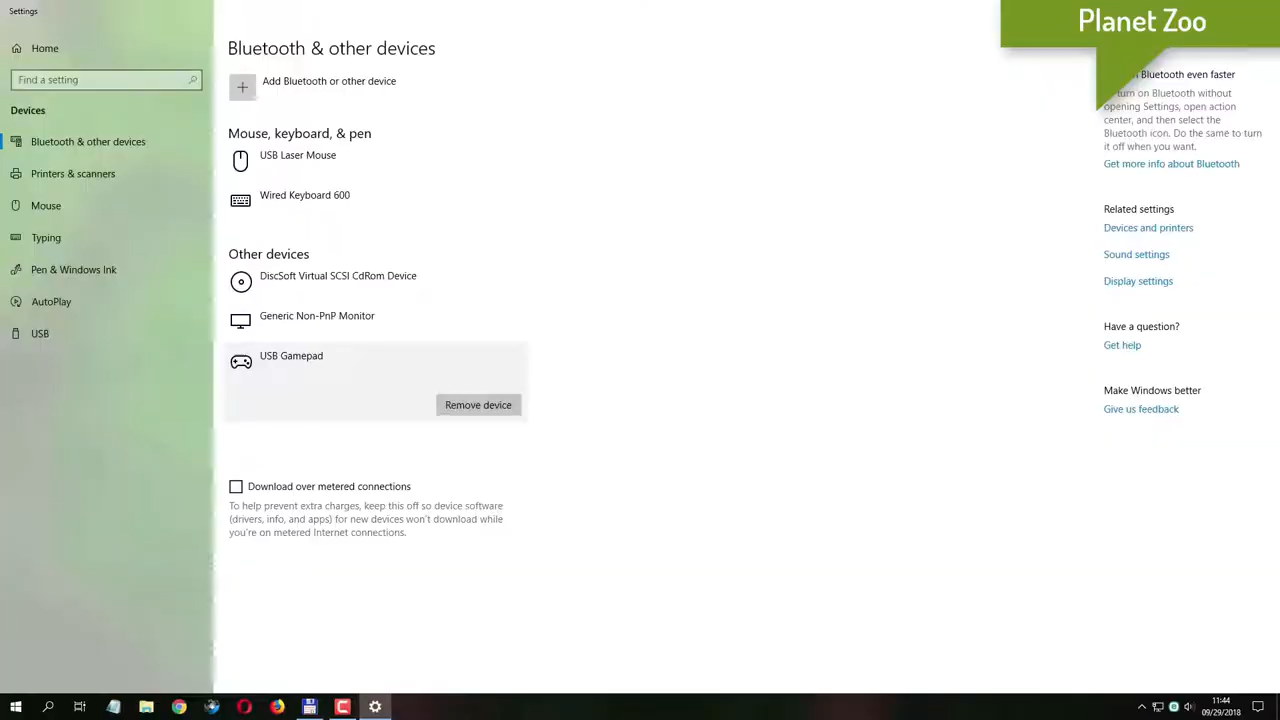 Settings
Planet Zoo
Home
Find a setting
Devices
Bluetooth & other devices
Printers & scanners
Mouse
Typing
Pen & Windows Ink
AutoPlay
USB
Bluetooth & other devices
Add Bluetooth or other device
Mouse, keyboard, & pen
USB Laser Mouse
Wired Keyboard 600
Other devices
DiscSoft Virtual SCSI CdRom Device
Generic Non-PnP Monitor
USB Gamepad
Remove device
Download over metered connections
To help prevent extra charges, keep this off so device software
(drivers, info, and apps) for new devices won't download while
you're on metered Internet connections.
Bluetooth even faster
turn on Bluetooth without
opening Settings, open action
center, and then select the
Bluetooth icon. Do the same to turn
it off when you want.
Get more info about Bluetooth
Related settings
Devices and printers
Sound settings
Display settings
Have a question?
Get help
Make Windows better
Give us feedback
11:44
09/29/2018